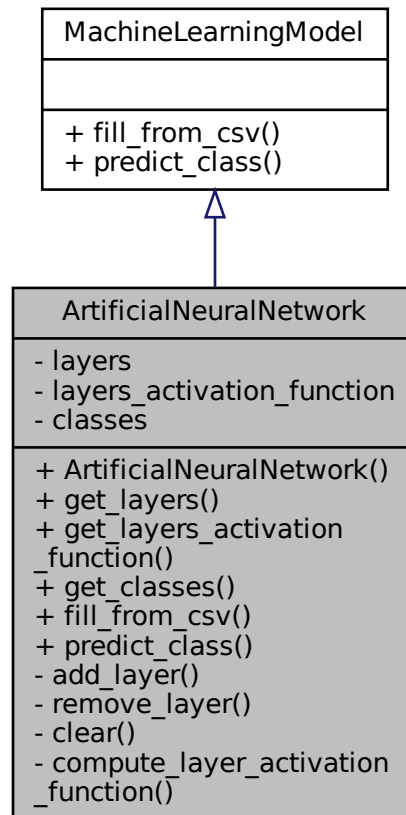 MachineLearningModel
+ fill_from_csv()
+ predict_class()
ArtificialNeuralNetwork
- layers
- layers_activation_function
- classes
+ ArtificialNeuralNetwork()
+ get_layers()
+ get_layers_activation
_function()
+ get_classes()
+ fill_from_csv()
+ predict_class()
- add_layer()
- remove_layer()
- clear()
- compute_layer_activation
_function()